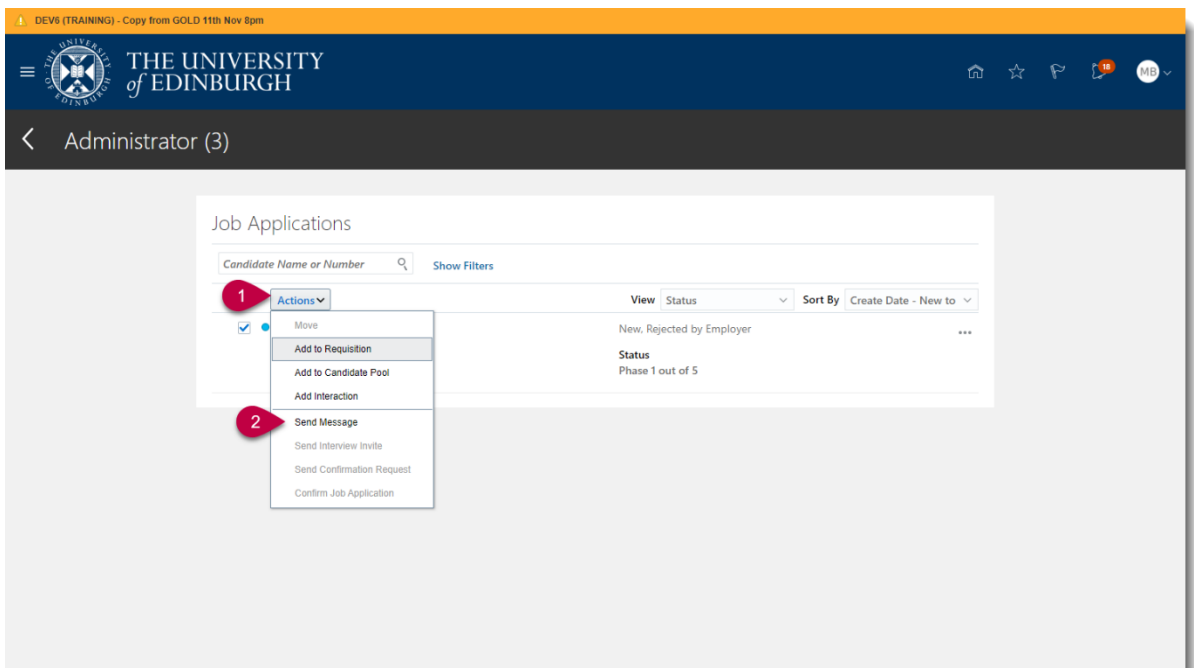 DEV6 (TRAINING) - Copy from GOLD 11th Nov 8pm
THE UNIVERSITY
of EDINBURGH
18
MB
Administrator (3)
Job Applications
Candidate Name or Number
Show Filters
1
Actions
View Status
Sort By Create Date - New to
Move
New, Rejected by Employer
Add to Requisition
Status
Add to Candidate Pool
Phase 1 out of 5
Add Interaction
2
Send Message
Send Interview Invite
Send Confirmation Request
Confirm Job Application